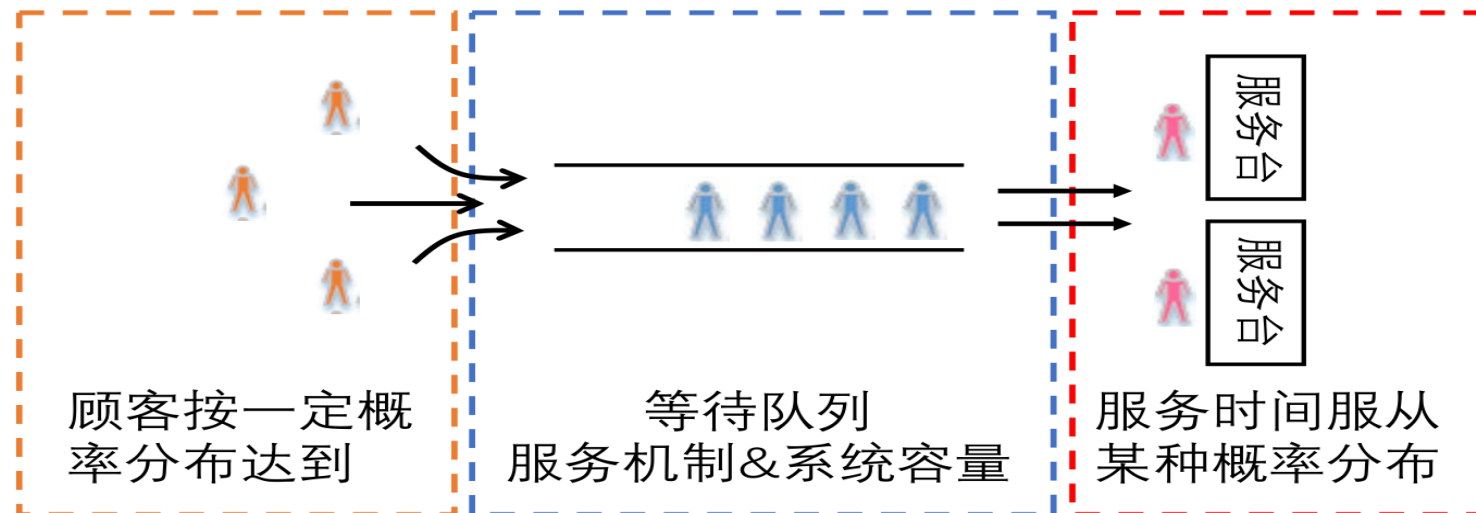 服务台
服务台
顾客按一定概
率分布达到
等待队列
服务机制&系统容量
服务时间服从
某种概率分布